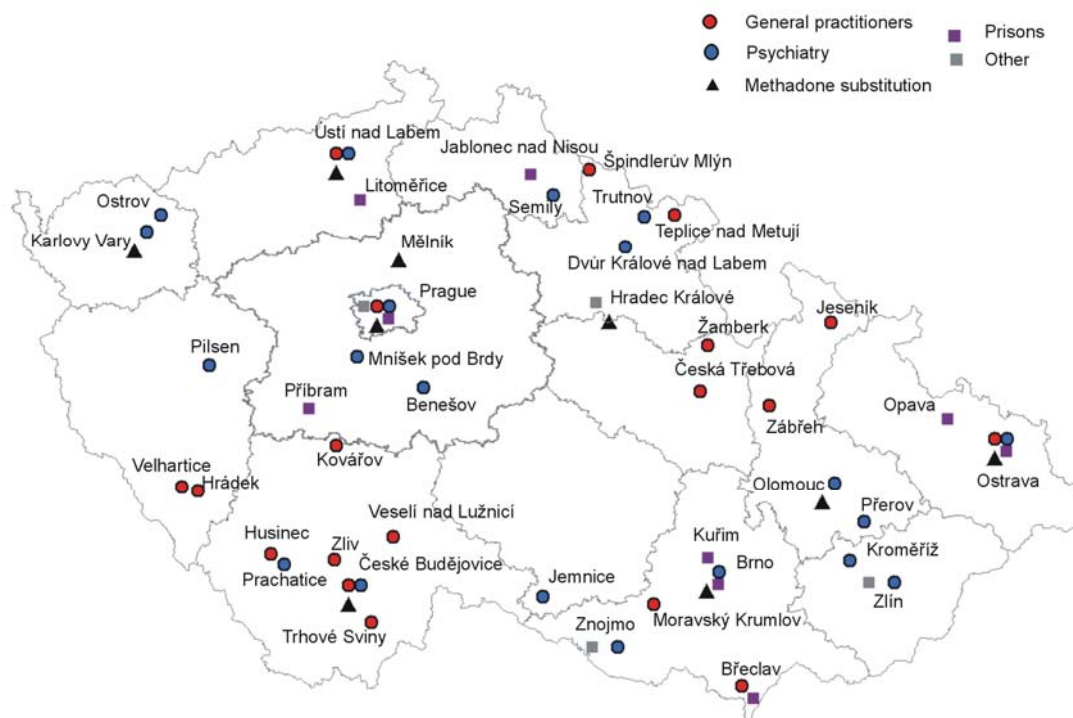 General practitioners
Prisons
Psychiatry
Other
Methadone substitution
Ústí nad Labem
Jablonec nad Nisou
Špindlerův Mlýn
Litoměřice
Ostrov
Semily
Trutnov
Teplice nad Metují
Karlovy Vary
Mělník
Dvůr Králové nad Labem
Prague
Hradec Králové
Jeseník
Žamberk
Pilsen
Mníšek pod Brdy
Česká Třebová
Příbram
Benešov
Opava
Zábřeh
Kovářov
Velhartice
Hrádek
Olomouc
Ostrava
Přerov
Veselí nad Lužnicí
Husinec
Zliv
Kuřim
Kroměříž
České Budějovice
Brno
Prachatice
Jemnice
Zlín
Znojmo
Moravský Krumlov
Trhové Sviny
Břeclav